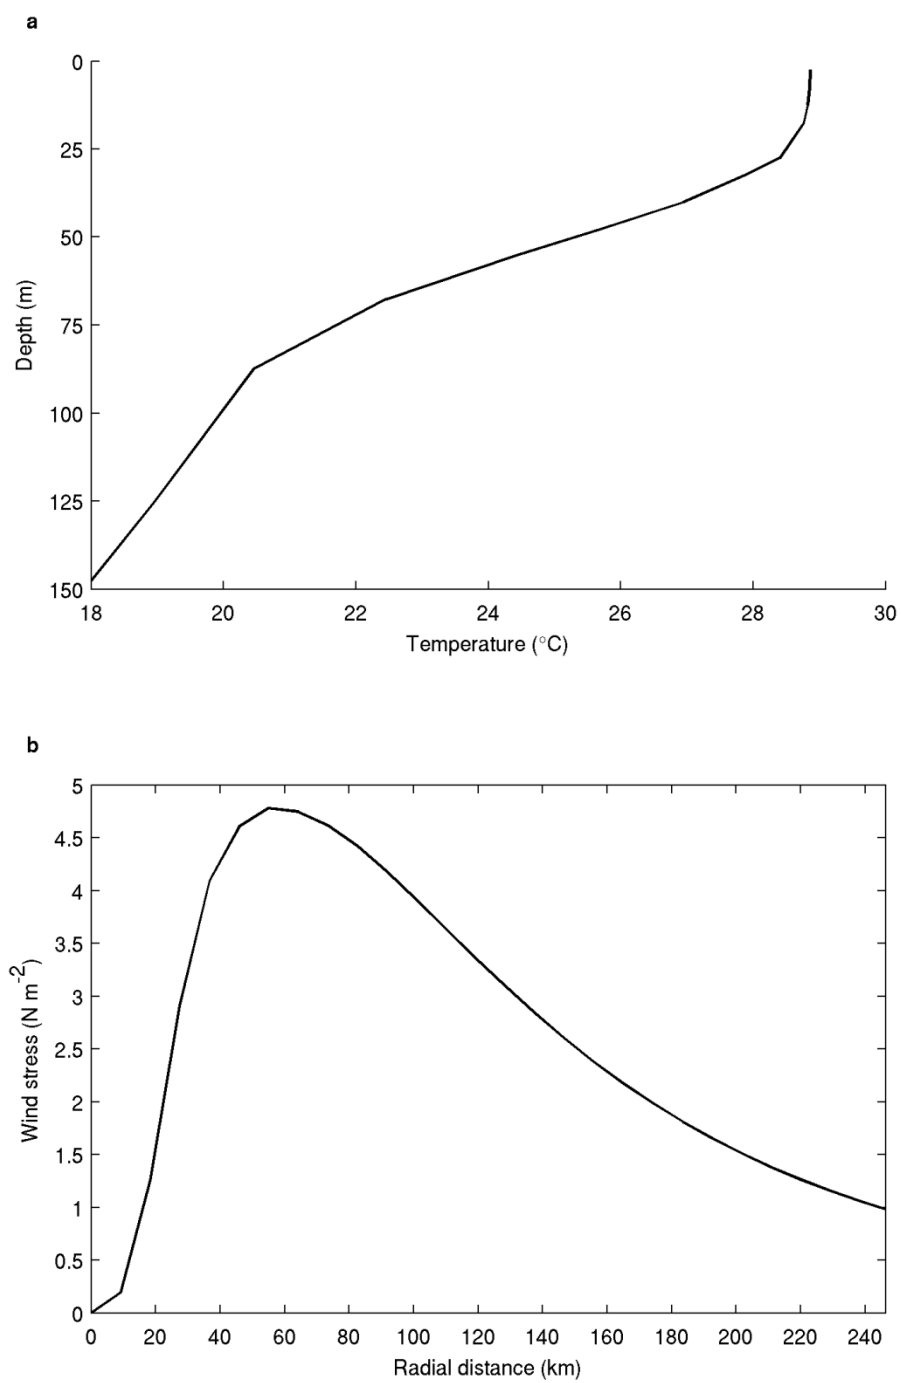 a
0
25
50
75
100
125
150
Depth (m)
18 20 22 24 26 28 30
Temperature (°C)
b
5
4.5
4
3.5
3
2.5
2
1.5
1
0.5
0
Wind stress (N m-2)
0 20 40 60 80 100 120 140 160 180 200 220 240
Radial distance (km)